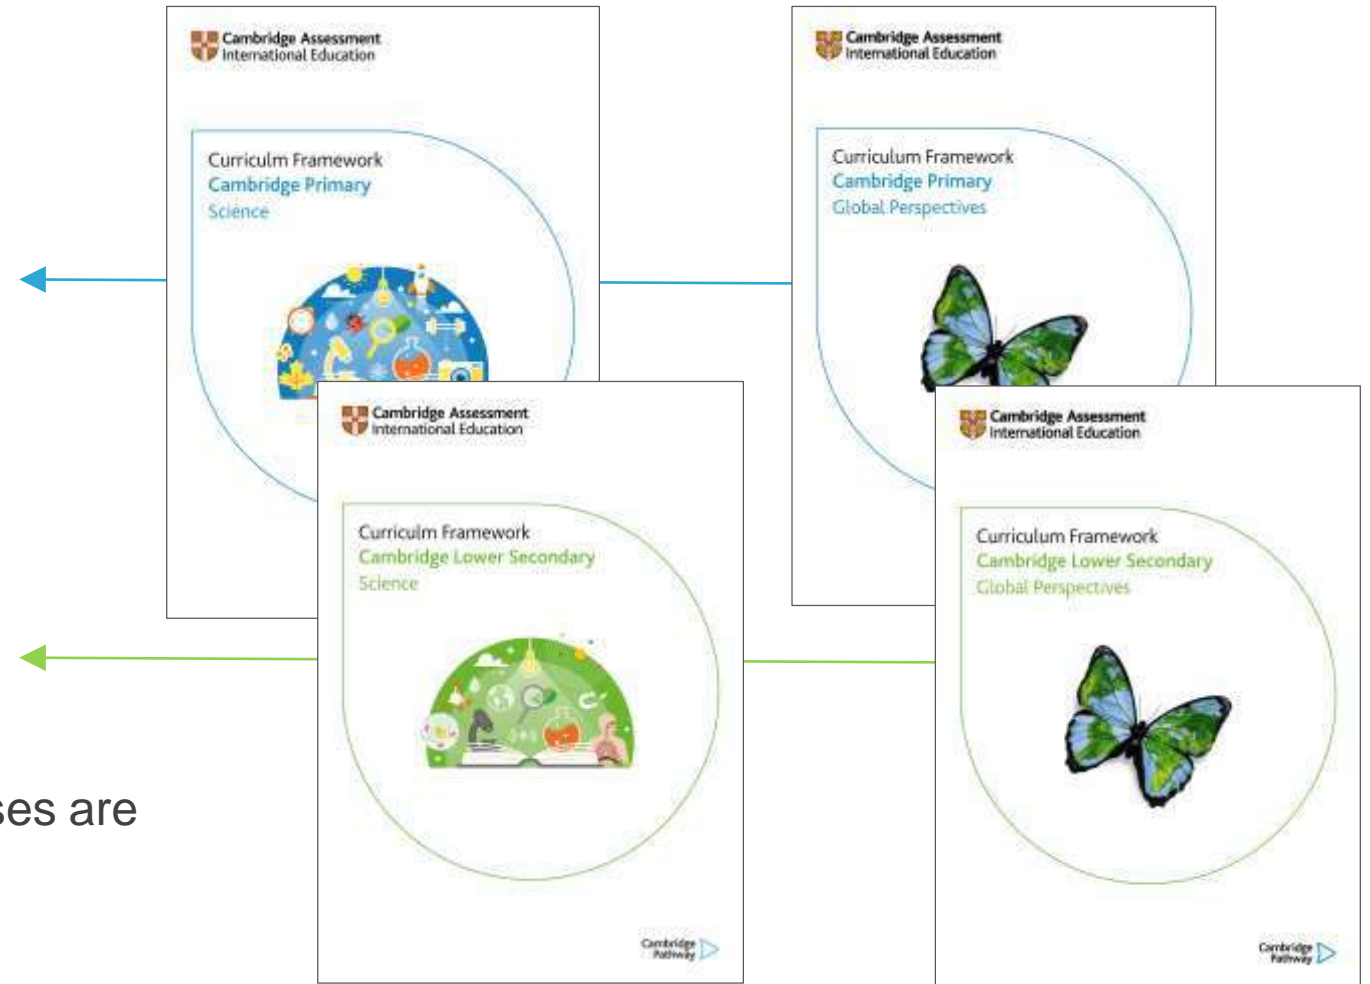 Cambridge Assessment
International Education
Curriculm Framework
Cambridge Primary
Science
Cambridge Assessment
International Education
Curriculum Framework
Cambridge Primary
Global Perspectives
Cambridge Assessment
International Education
Curriculm Framework
Cambridge Lower Secondary
Science
Cambridge
Pathway
Cambridge Assessment
International Education
Curriculum Framework
Cambridge Lower Secondary
Global Perspectives
Cambridge
Pathway
ses are